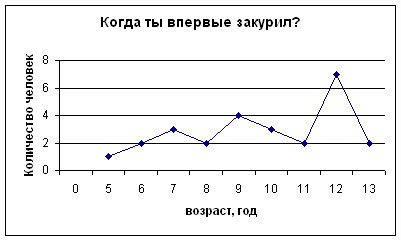 Когда ты впервые закурил?
Количество человек
8
6
4
2
0
0 5 6 7 8 9 10 11 12 13
возраст, год